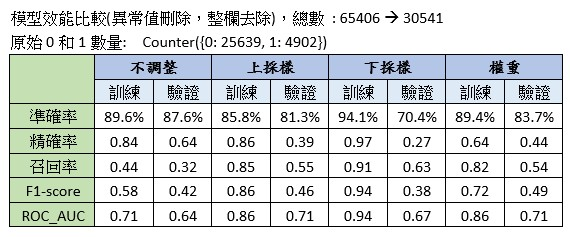 模型效能比較(異常值刪除，整欄去除)，總數 : 65406 → 30541
原始 0 和 1 數量: Counter({0: 25639, 1: 4902})
不調整 上採樣 下採樣 權重
訓練 驗證 訓練 驗證 訓練 驗證 訓練 驗證
準確率 89.6% 87.6% 85.8% 81.3% 94.1% 70.4% 89.4% 83.7%
精確率 0.84 0.64 0.86 0.39 0.97 0.27 0.64 0.44
召回率 0.44 0.32 0.85 0.55 0.91 0.63 0.82 0.54
F1-score 0.58 0.42 0.86 0.46 0.94 0.38 0.72 0.49
ROC_AUC 0.71 0.64 0.86 0.71 0.94 0.67 0.86 0.71